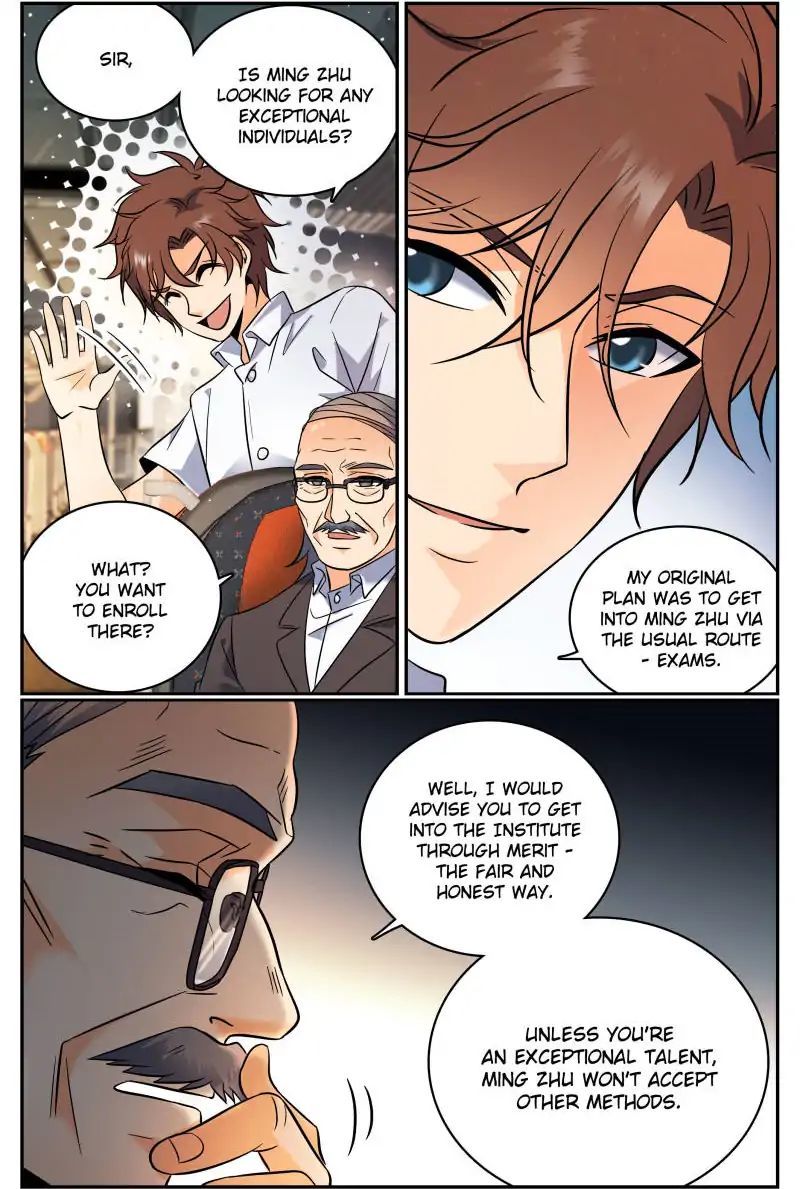 SIR,
IS MING ZHU
LOOKING FOR ANY
EXCEPTIONAL
INDIVIDUALS?
WHAT?
YOU WANT
TO ENROLL
THERE?
MY ORIGINAL
PLAN WAS TO GET
INTO MING ZHU VIA
THE USUAL ROUTE
- EXAMS.
WELL, I WOULD
ADVISE YOU TO GET
INTO THE INSTITUTE
THROUGH MERIT -
THE FAIR AND
HONEST WAY.
UNLESS YOU'RE
AN EXCEPTIONAL TALENT,
MING ZHU WON'T ACCEPT
OTHER METHODS.